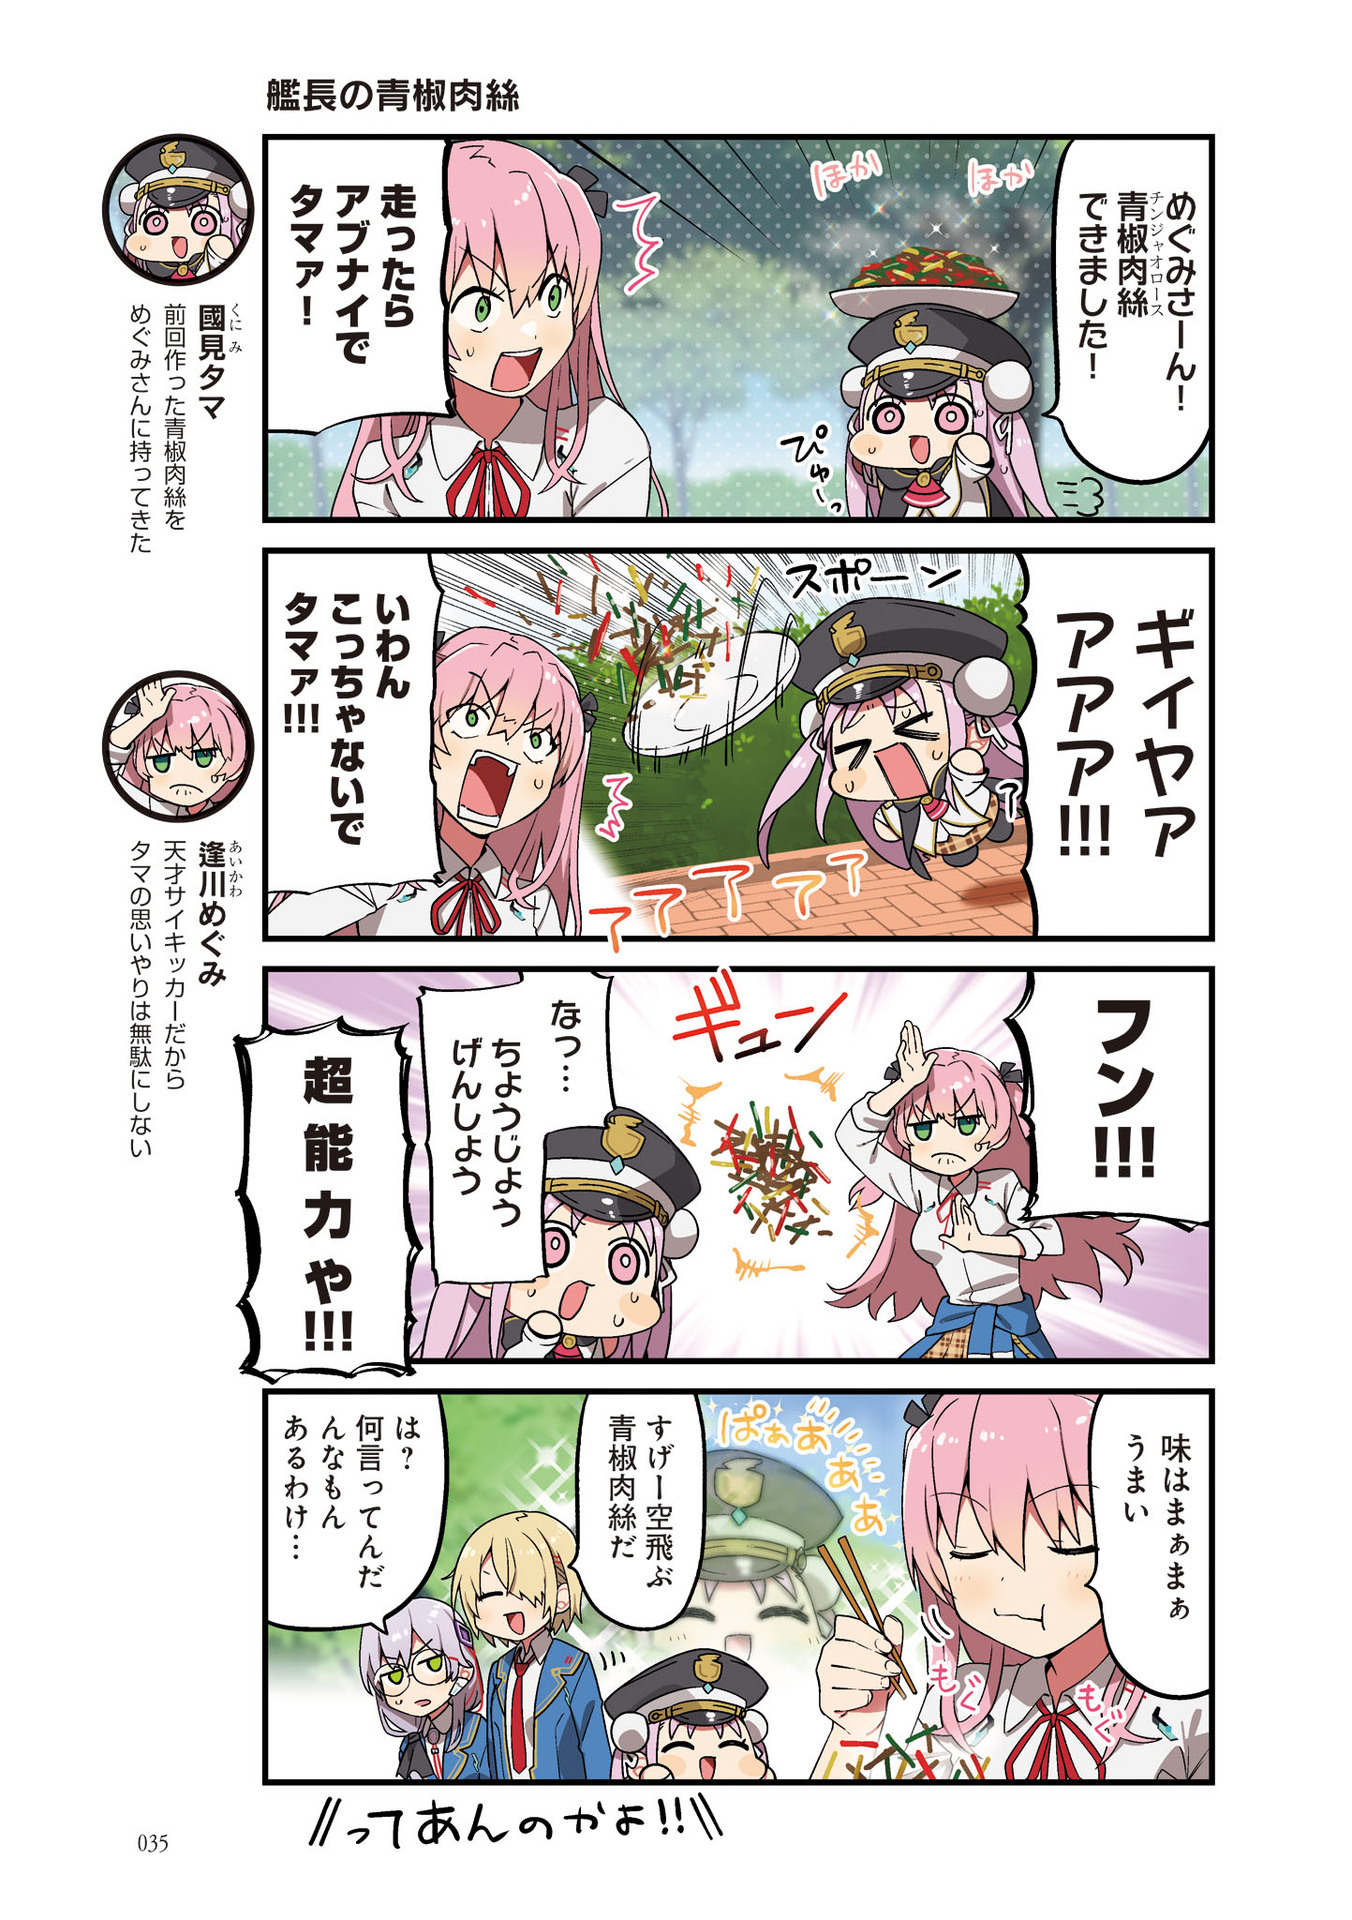 艦長の青椒肉絲
めぐみさーん！
青椒肉絲
チンジャオロース
できました！
ほか
ほか
ぴゅーっ
走ったら
アブナイで
タマァ！
國見タマ
くにみ
前回作った青椒肉絲を
めぐみさんに持ってきた
ギィヤァ
アアアア!!!
スポーン
アアアアア
いわん
こっちゃないで
タマァ!!!
逢川めぐみ
あいかわ
天才サイキッカーだから
タマの思いやりは無駄にしない
フン!!!
ギューン
なっ…
ちょうじょう
げんしょう
超能力や!!!
味はまぁまぁ
うまい
ぱぁぁぁぁ
もぐ
もぐ
すげー空飛ぶ
青椒肉絲だ
は？
何言ってんだ
んなもん
あるわけ…
ってあんのかよ!!
035